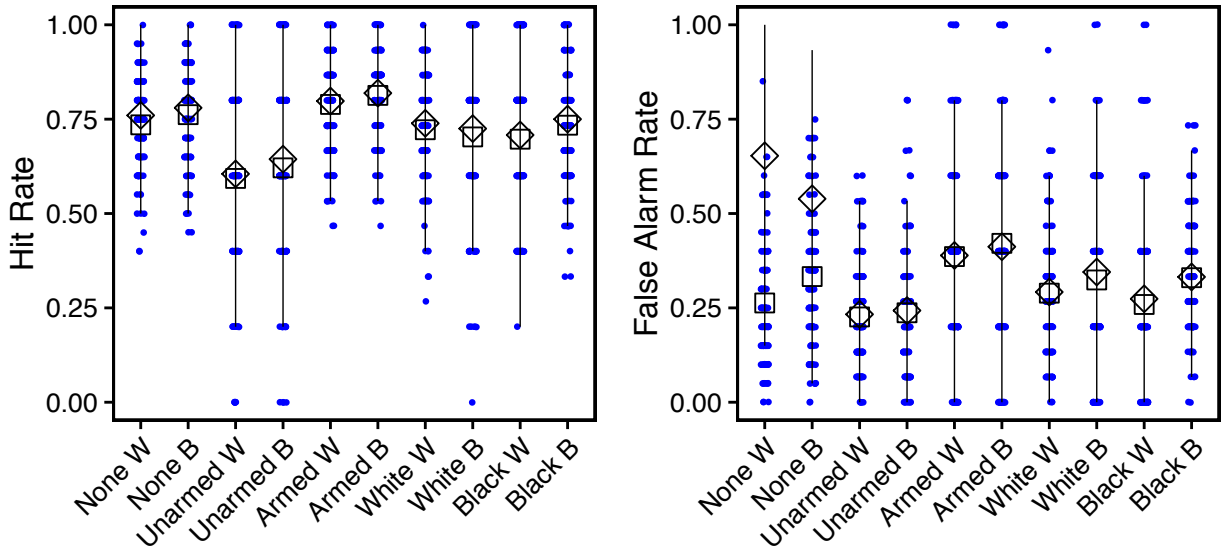 Hit Rate
1.00
0.75
0.50
0.25
0.00
None W
None B
Unarmed W
Unarmed B
Armed W
Armed B
White W
White B
Black W
Black B
False Alarm Rate
1.00
0.75
0.50
0.25
0.00
None W
None B
Unarmed W
Unarmed B
Armed W
Armed B
White W
White B
Black W
Black B